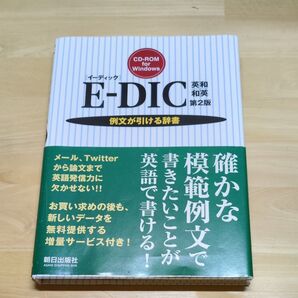 CD-ROM
for
Windows
イーディック
E-DIC
英和
和英
第2版
例文が引ける辞書
確かな
模範例文で
書きたいことが
英語で書ける!
メール、Twitter
から論文まで
英語発信力に
欠かせない!!
お買い求めの後も、
新しいデータを
無料提供する
増量サービス付き!
朝日出版社